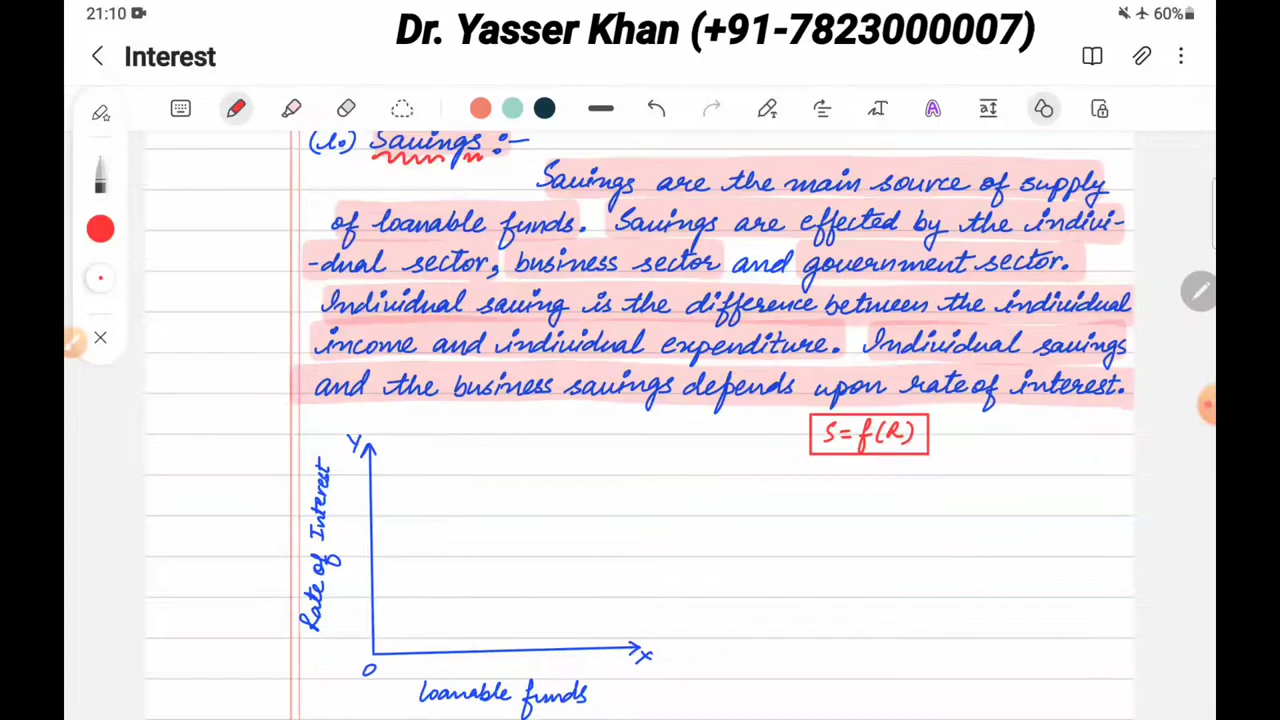 21:10
Dr. Yasser Khan (+91-7823000007)
60%
Interest
(1.) Savings :-
Savings are the main source of supply
of loanable funds. Savings are effected by the indivi-
-dual sector, business sector and government sector.
Individual saving is the difference between the individual
income and individual expenditure. Individual savings
and the business savings depends upon rate of interest.
S = f(R)
Y
Rate of Interest
O
X
Loanable funds